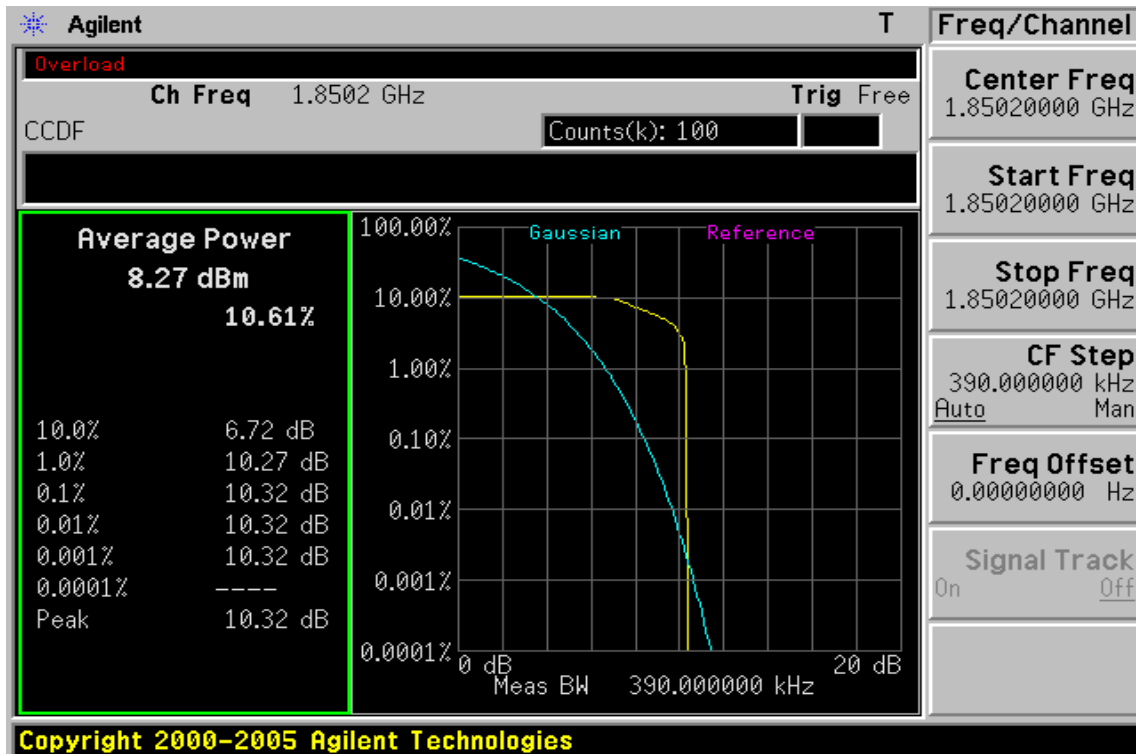 Agilent T
Overload
Ch Freq 1.8502 GHz Trig Free
CCDF Counts(k): 100
Average Power
8.27 dBm
10.61%
10.0% 6.72 dB
1.0% 10.27 dB
0.1% 10.32 dB
0.01% 10.32 dB
0.001% 10.32 dB
0.0001% ----
Peak 10.32 dB
Gaussian Reference
100.00%
10.00%
1.00%
0.10%
0.01%
0.001%
0.0001%
0 dB 20 dB
Meas BW 390.000000 kHz
Freq/Channel
Center Freq
1.85020000 GHz
Start Freq
1.85020000 GHz
Stop Freq
1.85020000 GHz
CF Step
390.000000 kHz
Auto Man
Freq Offset
0.00000000 Hz
Signal Track
On Off
Copyright 2000-2005 Agilent Technologies